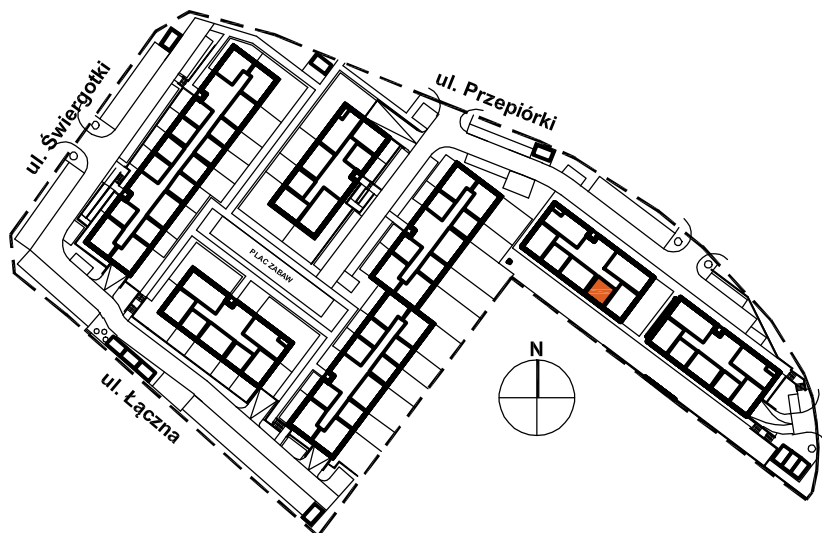 ul. Świergotki
ul. Przepiórki
PLAC ZABAW
N
ul. Łączna